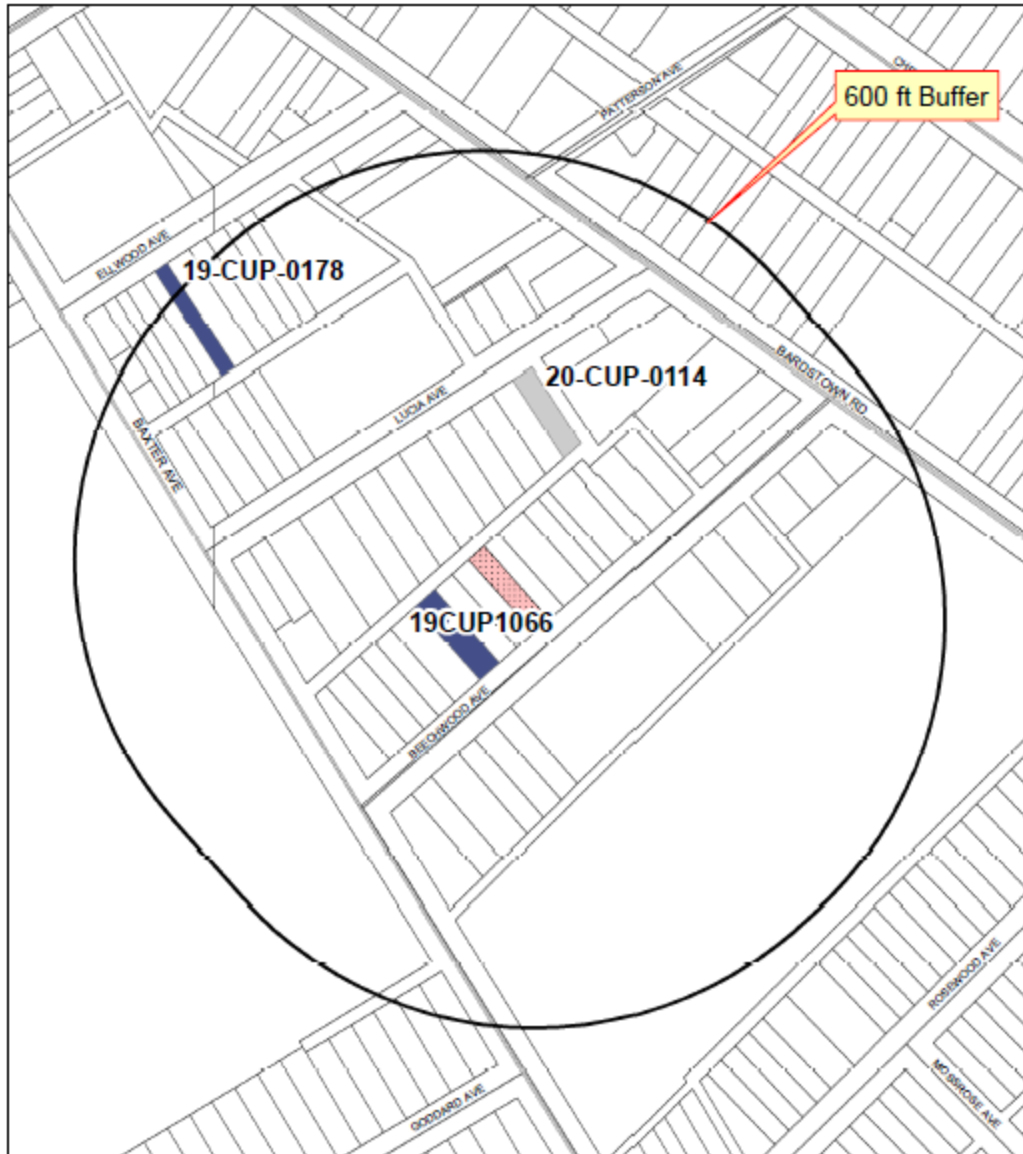 PATTERSON AVE
600 ft Buffer
ELLWOOD AVE
19-CUP-0178
BARDSTOWN RD
20-CUP-0114
LUCIA AVE
BAXTER AVE
19CUP1066
BEECHWOOD AVE
ROSEWOOD AVE
MOSSROSE AVE
GODDARD AVE